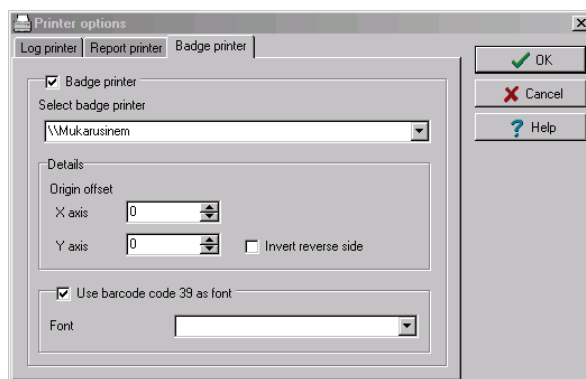 Printer options
Log printer Report printer Badge printer
OK
Cancel
Help
Badge printer
Select badge printer
\\Mukarusinem
Details
Origin offset
X axis 0
Y axis 0 Invert reverse side
Use barcode code 39 as font
Font